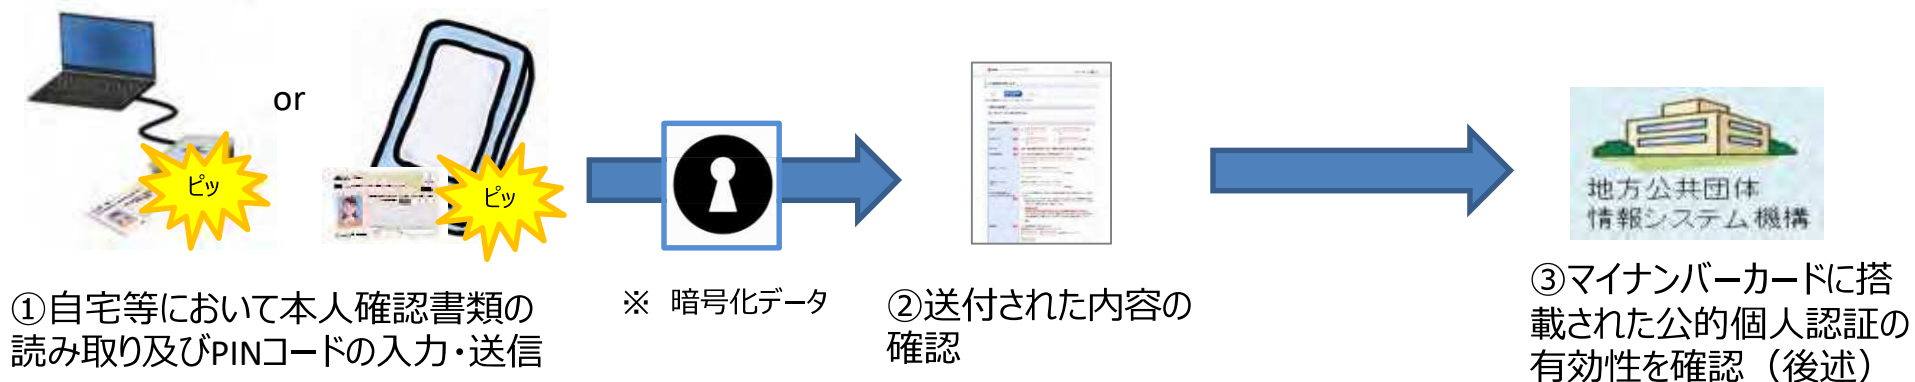 or
ピッ
ピッ
地方公共団体
情報システム機構
①自宅等において本人確認書類の
読み取り及びPINコードの入力・送信
※ 暗号化データ
②送付された内容の
確認
③マイナンバーカードに搭
載された公的個人認証の
有効性を確認（後述）